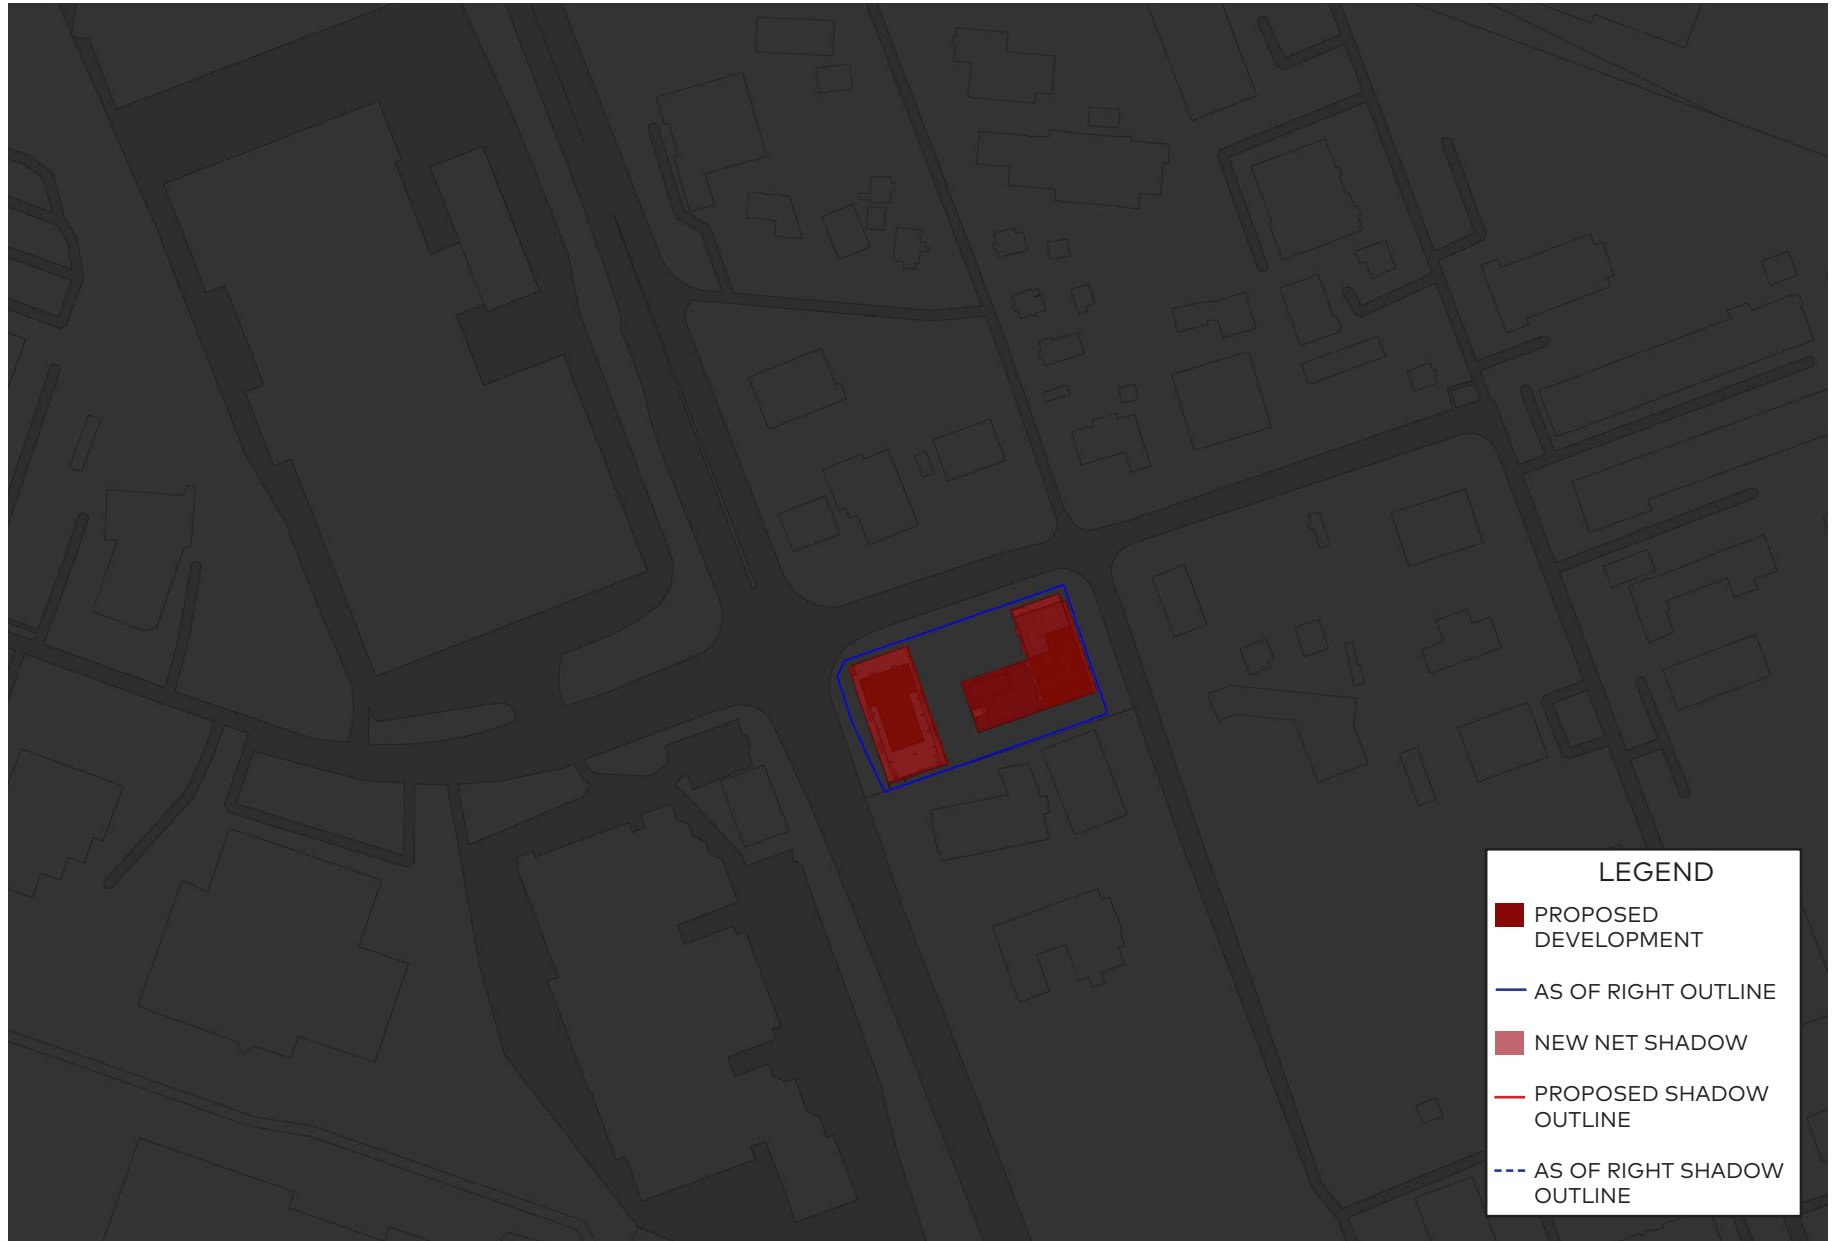 LEGEND
PROPOSED
DEVELOPMENT
AS OF RIGHT OUTLINE
NEW NET SHADOW
PROPOSED SHADOW
OUTLINE
AS OF RIGHT SHADOW
OUTLINE